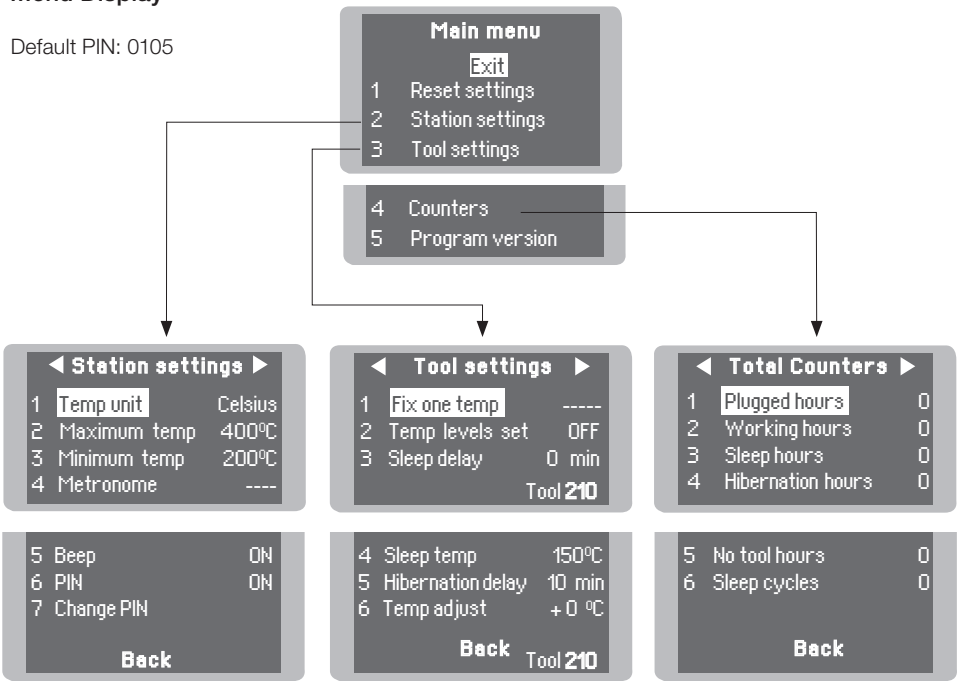 Default PIN: 0105
Main menu
Exit
1 Reset settings
2 Station settings
3 Tool settings
4 Counters
5 Program version
◀ Station settings ▶
1 Temp unit Celsius
2 Maximum temp 400ºC
3 Minimum temp 200ºC
4 Metronome ----
5 Beep ON
6 PIN ON
7 Change PIN
Back
◀ Tool settings ▶
1 Fix one temp -----
2 Temp levels set OFF
3 Sleep delay 0 min
Tool 210
4 Sleep temp 150ºC
5 Hibernation delay 10 min
6 Temp adjust +0 ºC
Back
Tool 210
◀ Total Counters ▶
1 Plugged hours 0
2 Working hours 0
3 Sleep hours 0
4 Hibernation hours 0
5 No tool hours 0
6 Sleep cycles 0
Back